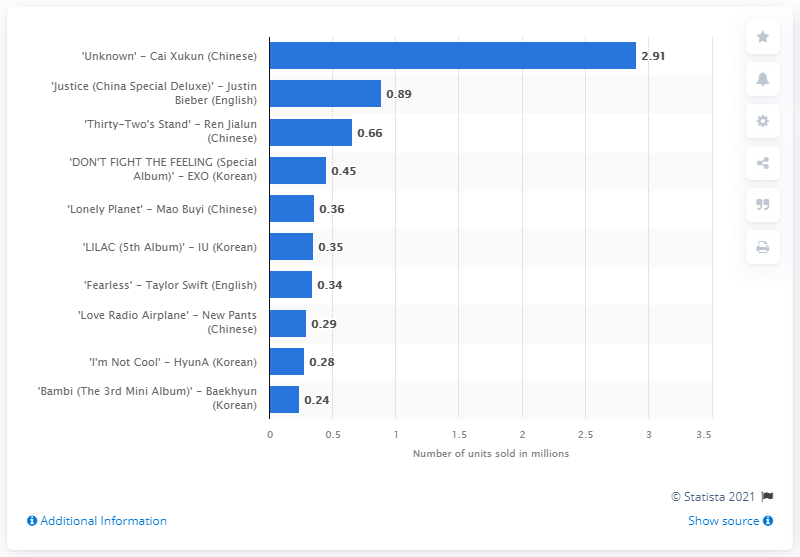 'Unknown' – Cai Xukun (Chinese)
2.91
'Justice (China Special Deluxe)' – Justin
Bieber (English)
0.89
'Thirty-Two's Stand' – Ren Jialun
(Chinese)
0.66
'DON'T FIGHT THE FEELING (Special
Album)' – EXO (Korean)
0.45
'Lonely Planet' – Mao Buyi (Chinese)
0.36
'LILAC (5th Album)' – IU (Korean)
0.35
'Fearless' – Taylor Swift (English)
0.34
'Love Radio Airplane' – New Pants
(Chinese)
0.29
'I'm Not Cool' – HyunA (Korean)
0.28
'Bambi (The 3rd Mini Album)' – Baekhyun
(Korean)
0.24
0 0.5 1 1.5 2 2.5 3 3.5
Number of units sold in millions
© Statista 2021
Additional Information
Show source